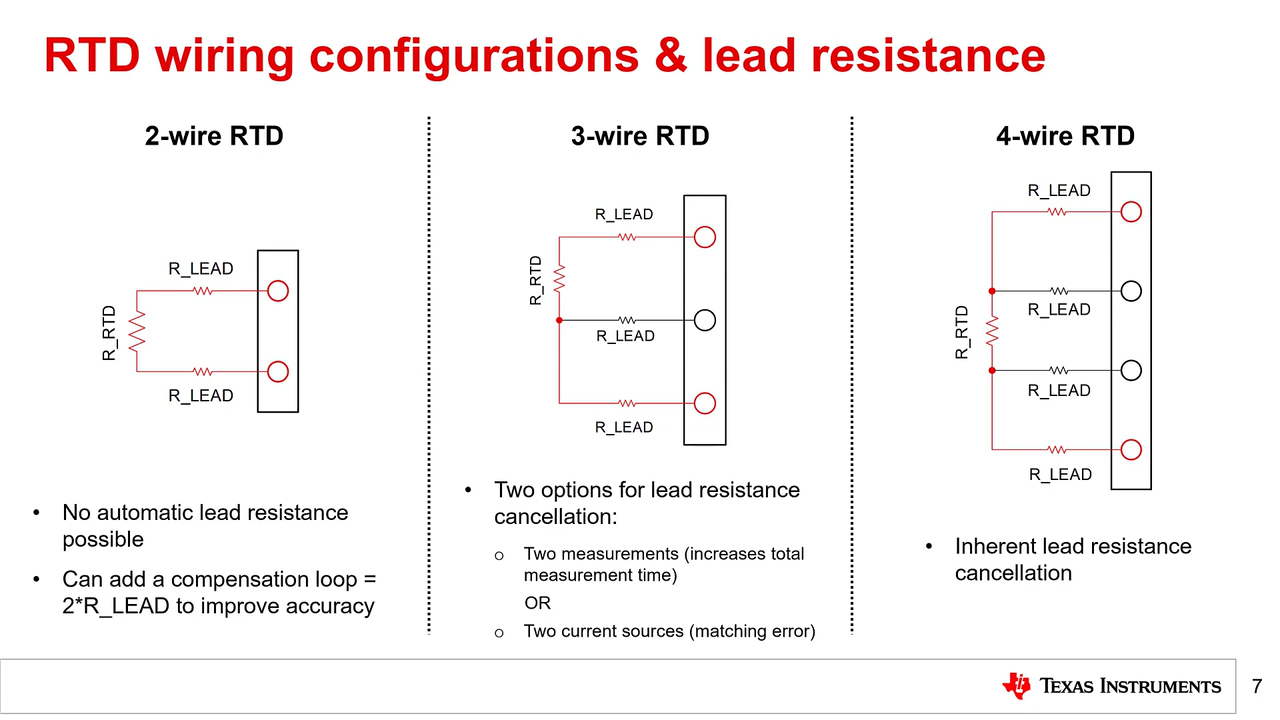 RTD wiring configurations & lead resistance
2-wire RTD
R_LEAD
R_RTD
R_LEAD
• No automatic lead resistance
possible
• Can add a compensation loop =
2*R_LEAD to improve accuracy
3-wire RTD
R_LEAD
R_RTD
R_LEAD
R_LEAD
• Two options for lead resistance
cancellation:
o Two measurements (increases total
measurement time)
OR
o Two current sources (matching error)
4-wire RTD
R_LEAD
R_LEAD
R_RTD
R_LEAD
R_LEAD
• Inherent lead resistance
cancellation
TEXAS INSTRUMENTS
7